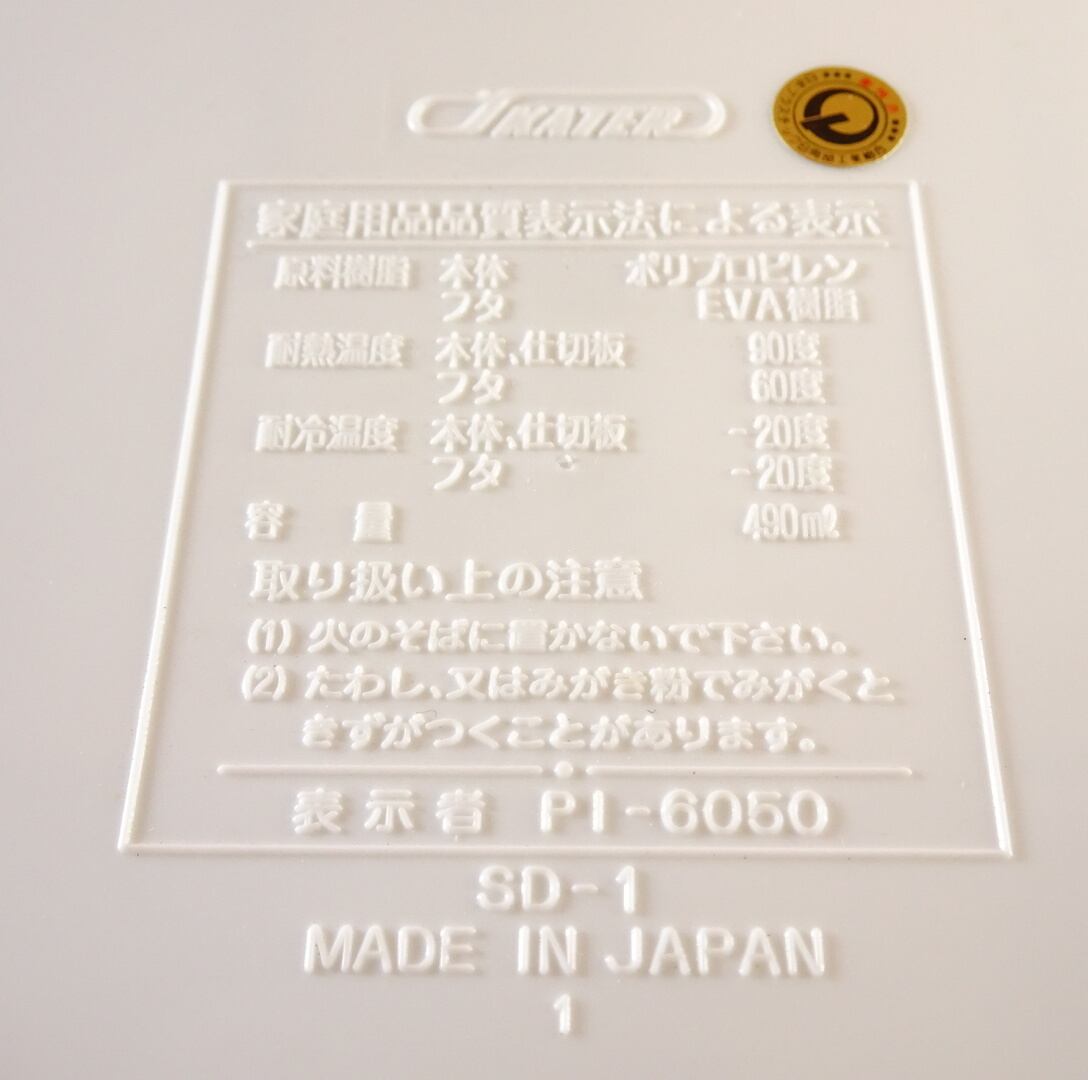 SKATER
家庭用品品質表示法による表示
原料樹脂 本体 ポリプロピレン
フタ EVA樹脂
耐熱温度 本体、仕切板 90度
フタ 60度
耐冷温度 本体、仕切板 -20度
フタ -20度
容 量 490mℓ
取り扱い上の注意
(1) 火のそばに置かないで下さい。
(2) たわし、又はみがき粉でみがくと
きずがつくことがあります。
表示者 PI-6050
SD-1
MADE IN JAPAN
1